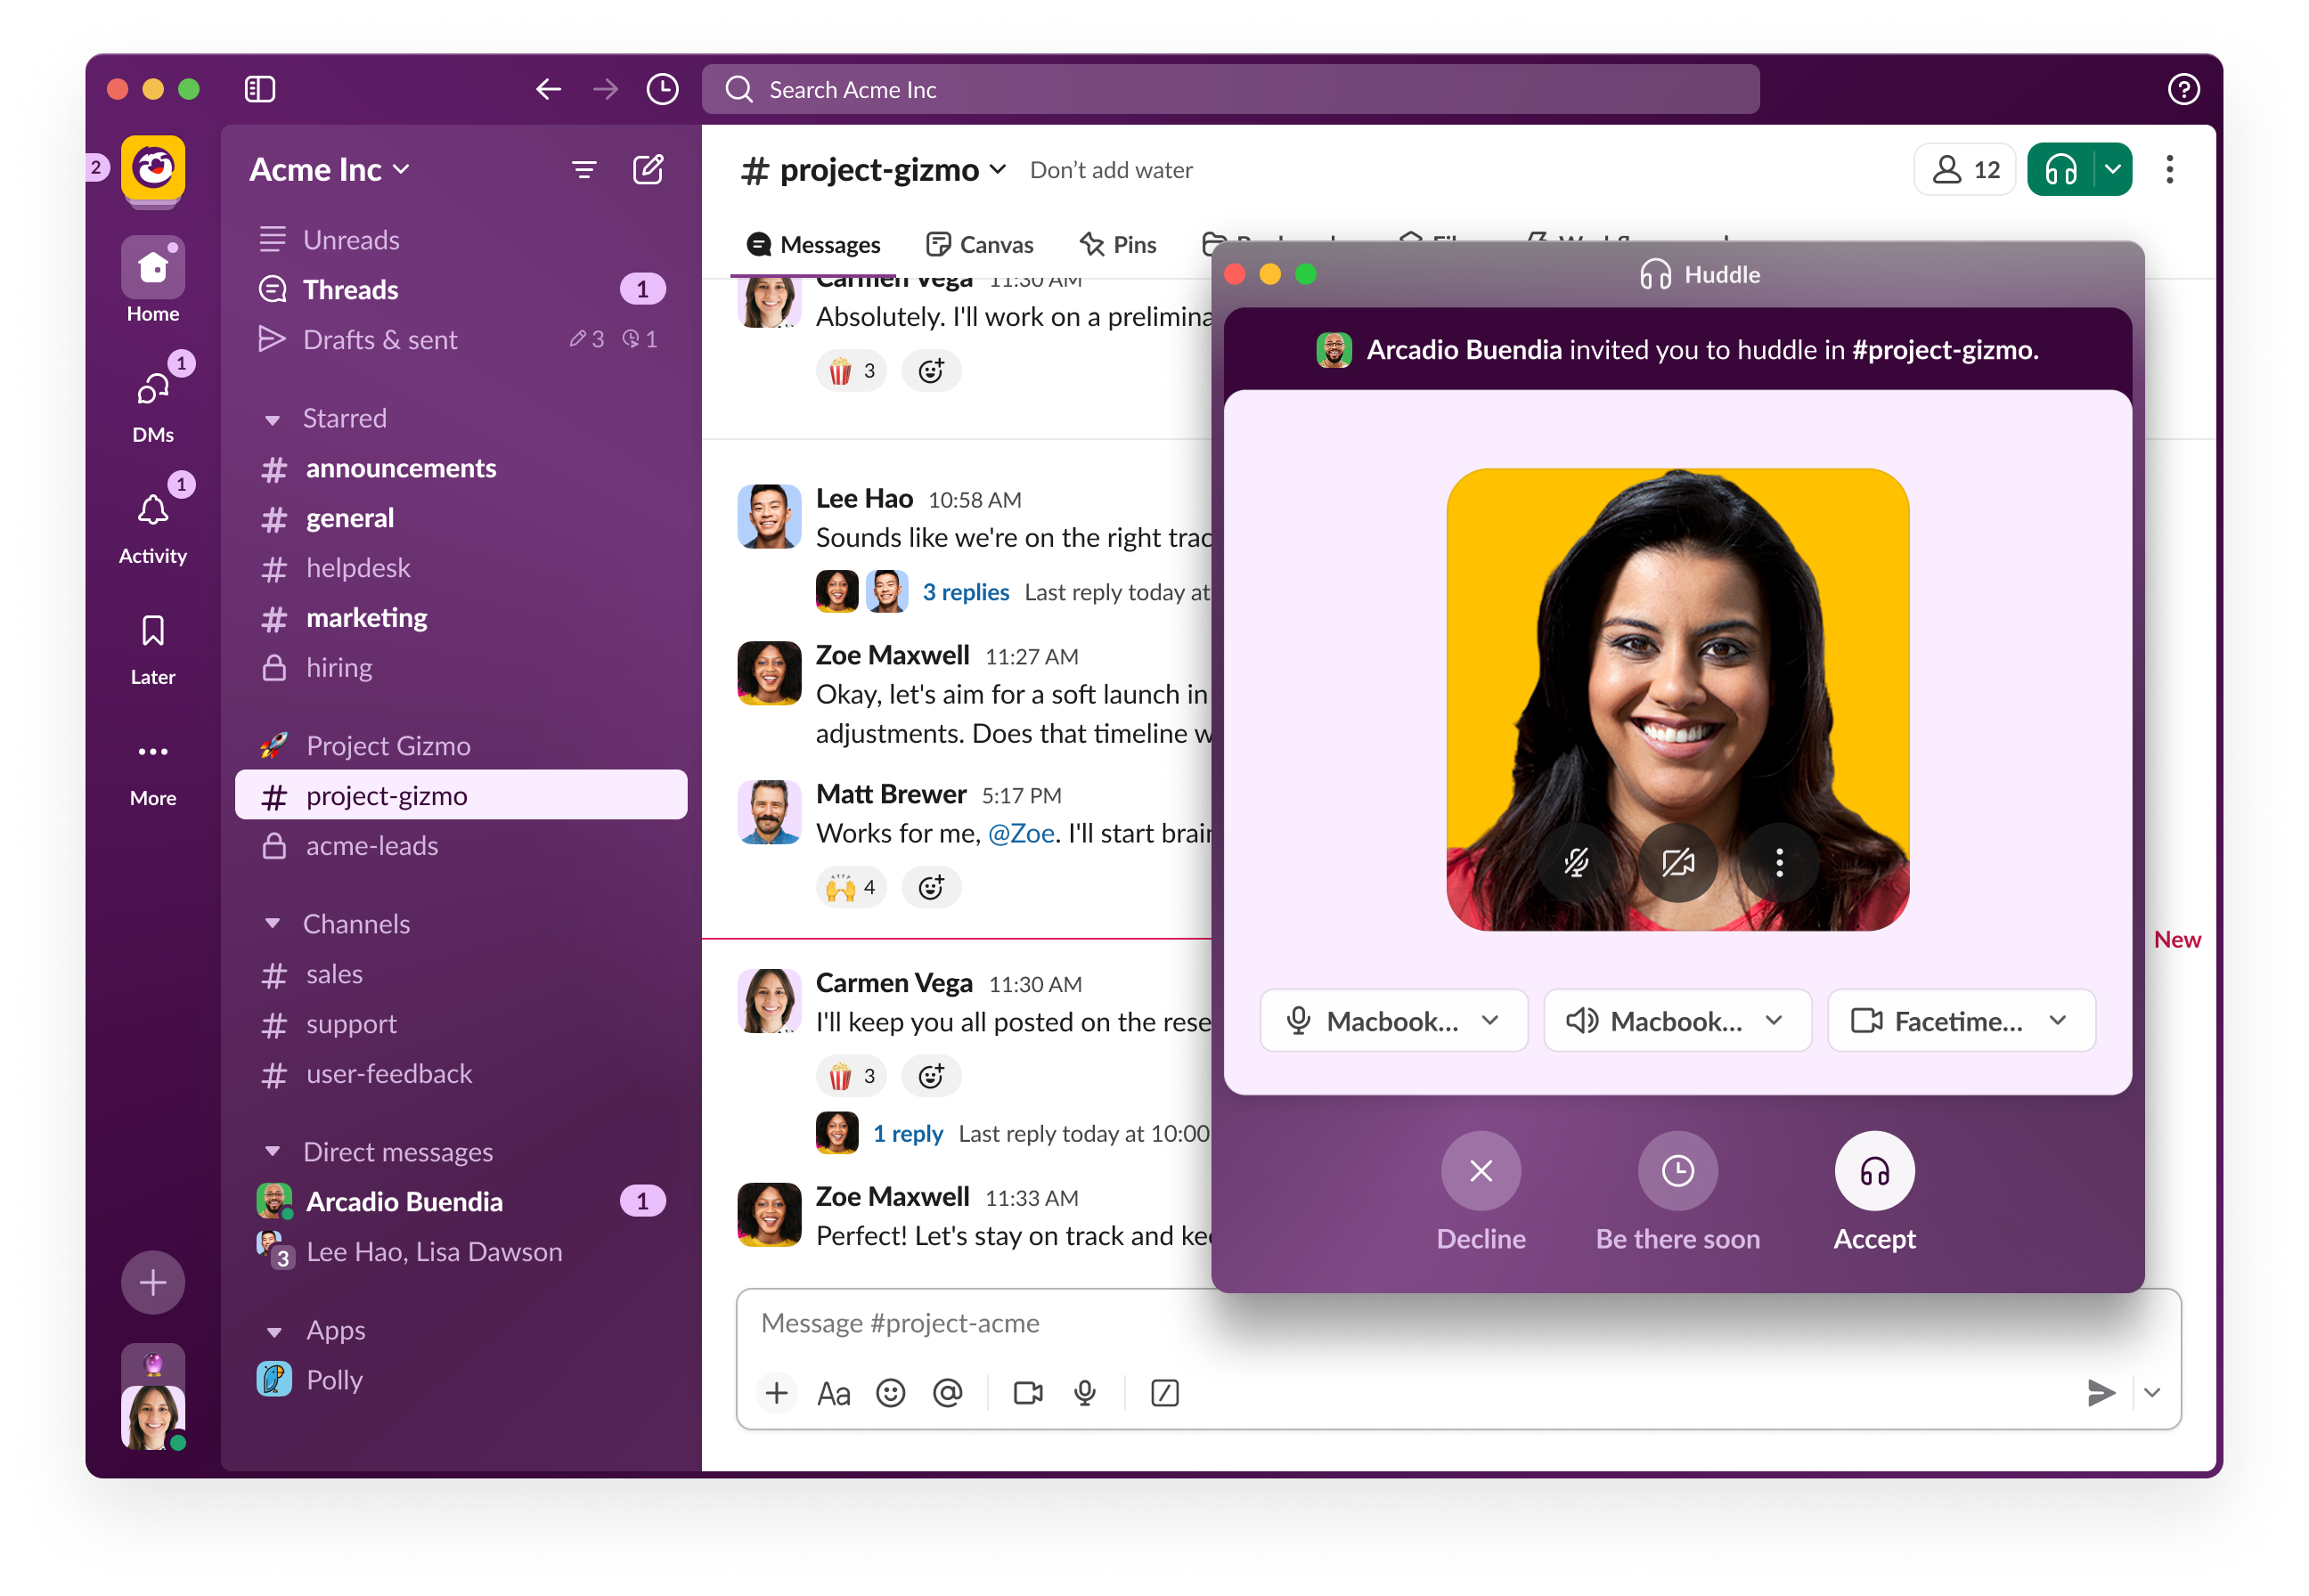 Search Acme Inc
2
Home
1
DMs
1
Activity
Later
More
Acme Inc
Unreads
Threads 1
Drafts & sent 3 1
Starred
# announcements
# general
# helpdesk
# marketing
hiring
Project Gizmo
# project-gizmo
acme-leads
Channels
# sales
# support
# user-feedback
Direct messages
Arcadio Buendia 1
3 Lee Hao, Lisa Dawson
Apps
Polly
# project-gizmo Don’t add water
12
Messages Canvas Pins
Carmen Vega 11:30 AM
Absolutely. I'll work on a
3
Lee Hao 10:58 AM
Sounds like we're on the right
3 replies Last reply today at
Zoe Maxwell 11:27 AM
Okay, let's aim for a soft launch in
adjustments. Does that timeline
Matt Brewer 5:17 PM
Works for me, @Zoe. I'll start
4
New
Carmen Vega 11:30 AM
I'll keep you all posted on the
3
1 reply Last reply today at 10:00
Zoe Maxwell 11:33 AM
Perfect! Let's stay on track and
Message #project-acme
Aa
Huddle
Arcadio Buendia invited you to huddle in #project-gizmo.
Macbook... Macbook... Facetime...
Decline Be there soon Accept